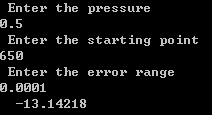 Enter the pressure
0.5
Enter the starting point
650
Enter the error range
0.0001
-13.14218